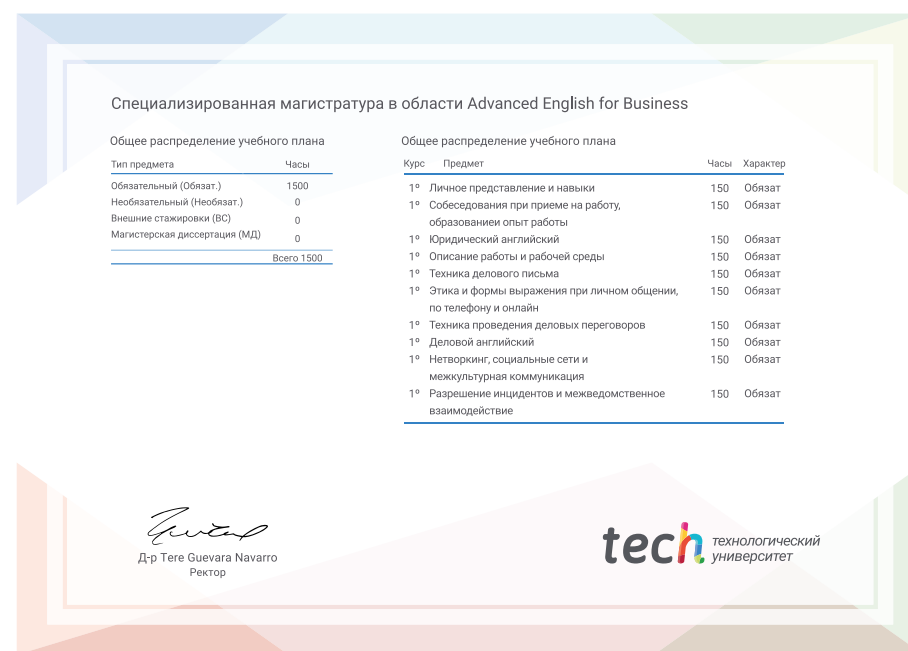 Специализированная магистратура в области Advanced English for Business
Общее распределение учебного плана
Тип предмета Часы
Обязательный (Обязат.) 1500
Необязательный (Необязат.) 0
Внешние стажировки (ВС) 0
Магистерская диссертация (МД) 0
Всего 1500
Общее распределение учебного плана
Курс Предмет Часы Характер
1º Личное представление и навыки 150 Обязат
1º Собеседования при приеме на работу, 150 Обязат
образованиеи опыт работы
1º Юридический английский 150 Обязат
1º Описание работы и рабочей среды 150 Обязат
1º Техника делового письма 150 Обязат
1º Этика и формы выражения при личном общении, 150 Обязат
по телефону и онлайн
1º Техника проведения деловых переговоров 150 Обязат
1º Деловой английский 150 Обязат
1º Нетворкинг, социальные сети и 150 Обязат
межкультурная коммуникация
1º Разрешение инцидентов и межведомственное 150 Обязат
взаимодействие
Д-р Tere Guevara Navarro
Ректор
tech технологический
университет